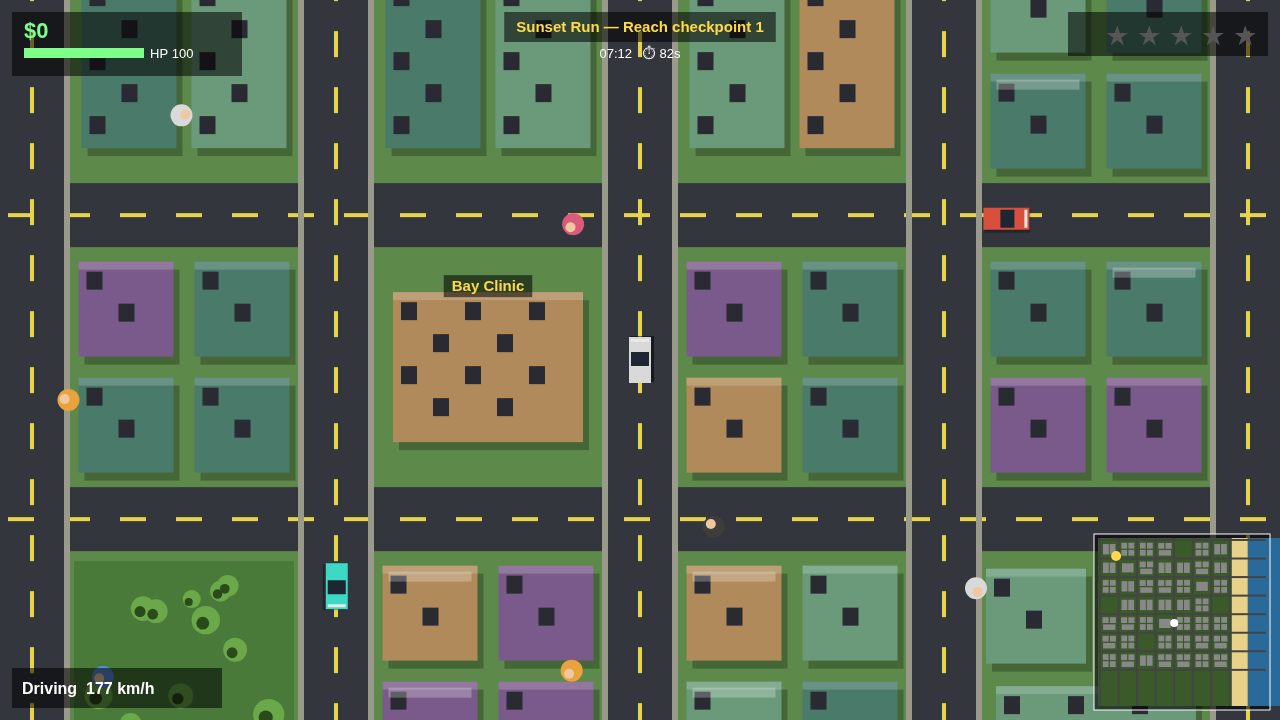 $0
HP 100
Sunset Run — Reach checkpoint 1
07:12 ⏱ 82s
★ ★ ★ ★ ★
Bay Clinic
Driving 177 km/h